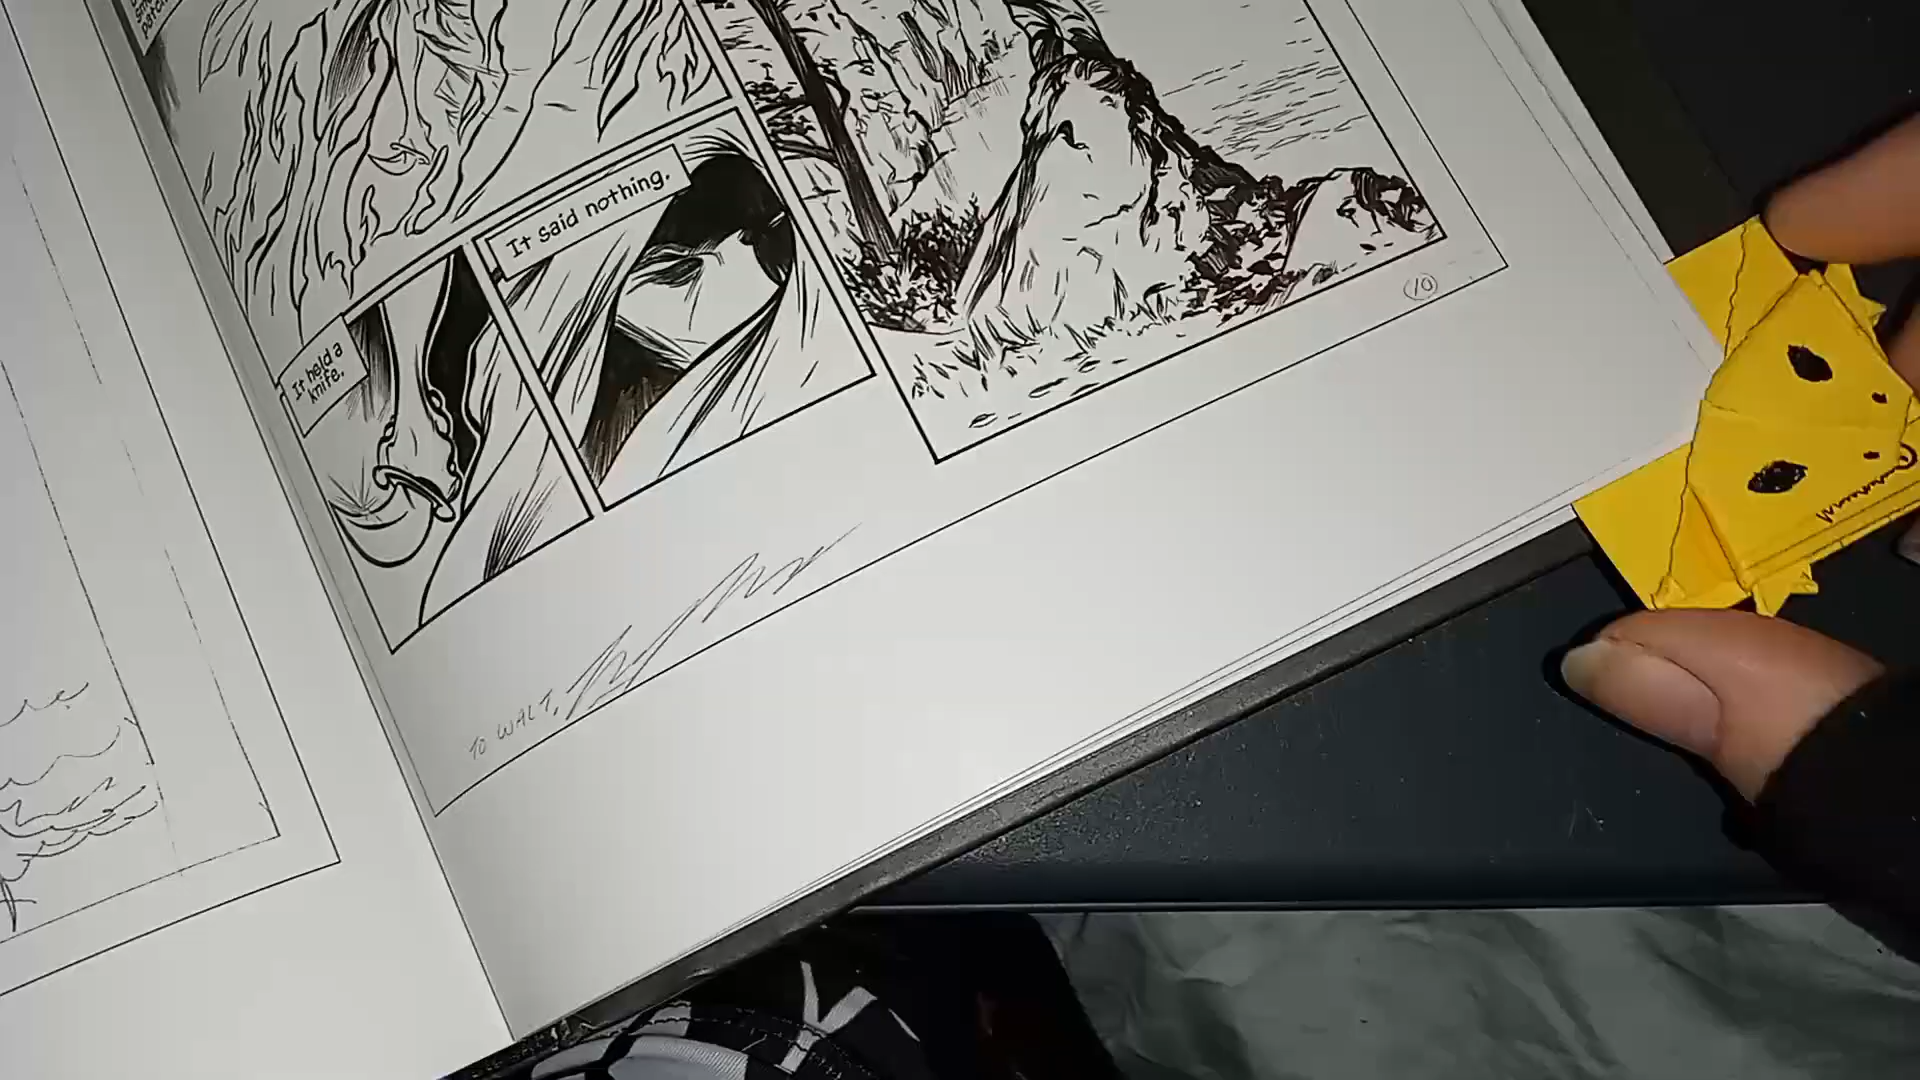 It held a
knife.
It said nothing.
10
TO WALT,